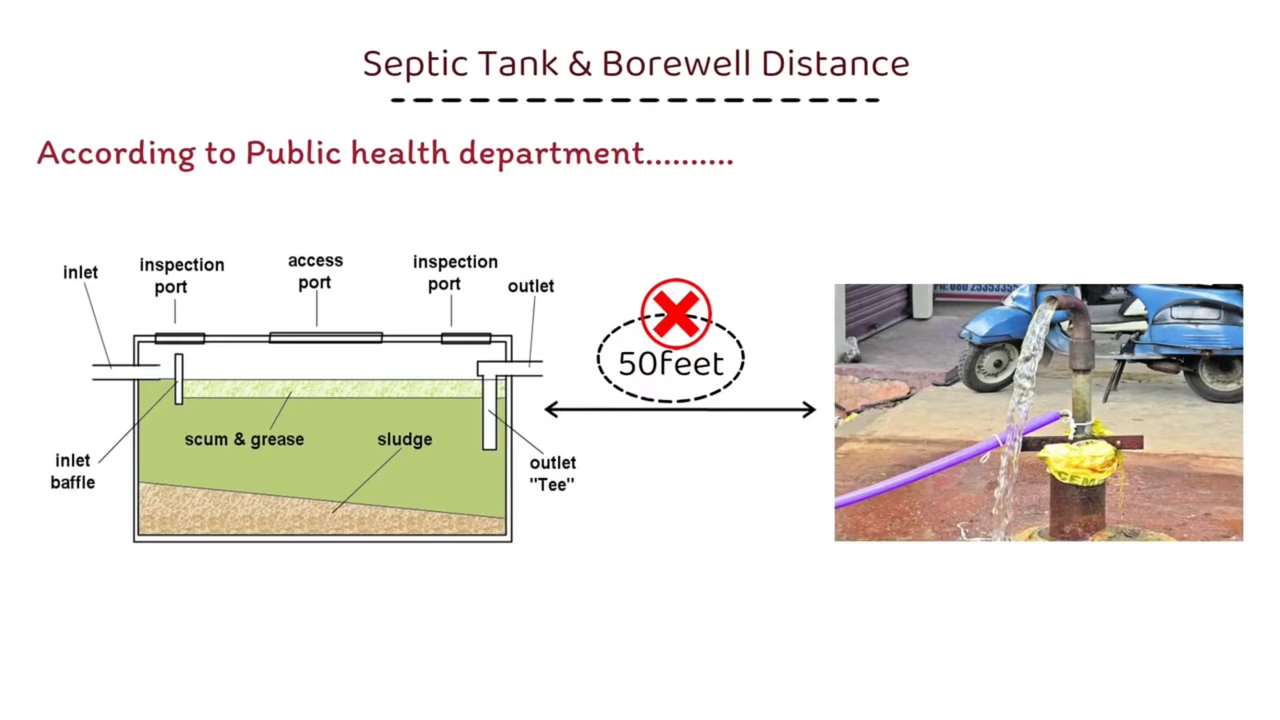 Septic Tank & Borewell Distance
According to Public health department..........
inlet
inspection
port
access
port
inspection
port
outlet
50feet
scum & grease
sludge
inlet
baffle
outlet
"Tee"